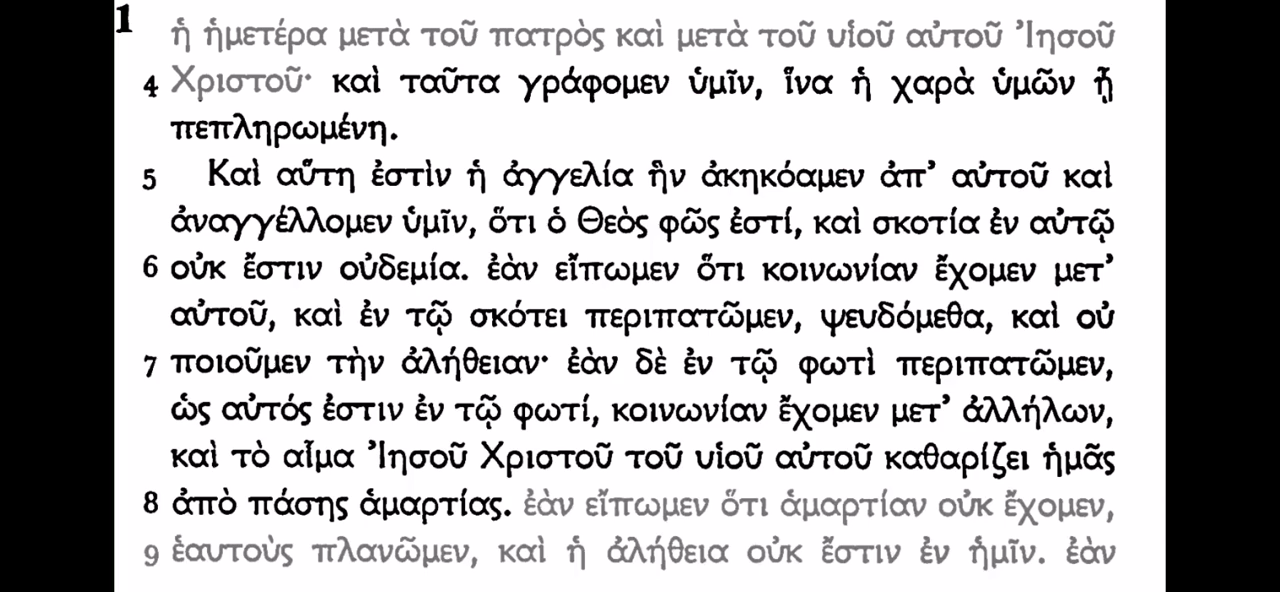 1 ἡ ἡμετέρα μετὰ τοῦ πατρὸς καὶ μετὰ τοῦ υἱοῦ αὐτοῦ Ἰησοῦ
4 Χριστοῦ· καὶ ταῦτα γράφομεν ὑμῖν, ἵνα ἡ χαρὰ ὑμῶν ᾖ
πεπληρωμένη.
5 Καὶ αὕτη ἐστὶν ἡ ἀγγελία ἣν ἀκηκόαμεν ἀπ’ αὐτοῦ καὶ
ἀναγγέλλομεν ὑμῖν, ὅτι ὁ Θεὸς φῶς ἐστί, καὶ σκοτία ἐν αὐτῷ
6 οὐκ ἔστιν οὐδεμία. ἐὰν εἴπωμεν ὅτι κοινωνίαν ἔχομεν μετ’
αὐτοῦ, καὶ ἐν τῷ σκότει περιπατῶμεν, ψευδόμεθα, καὶ οὐ
7 ποιοῦμεν τὴν ἀλήθειαν· ἐὰν δὲ ἐν τῷ φωτὶ περιπατῶμεν,
ὡς αὐτός ἐστιν ἐν τῷ φωτί, κοινωνίαν ἔχομεν μετ’ ἀλλήλων,
καὶ τὸ αἷμα Ἰησοῦ Χριστοῦ τοῦ υἱοῦ αὐτοῦ καθαρίζει ἡμᾶς
8 ἀπὸ πάσης ἁμαρτίας. ἐὰν εἴπωμεν ὅτι ἁμαρτίαν οὐκ ἔχομεν,
9 ἑαυτοὺς πλανῶμεν, καὶ ἡ ἀλήθεια οὐκ ἔστιν ἐν ἡμῖν. ἐὰν